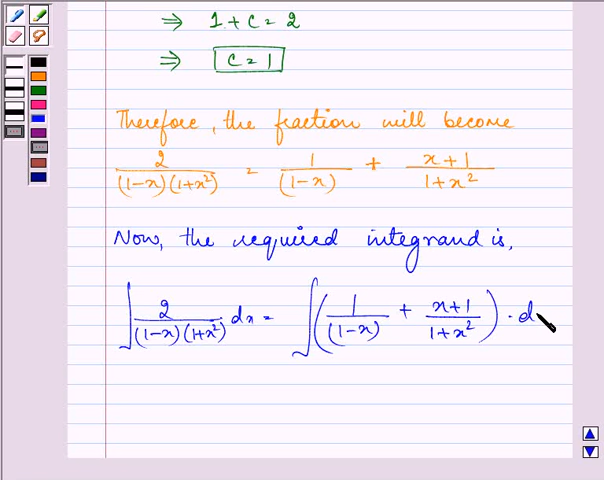 ⇒ 1 + c = 2
⇒ c = 1
Therefore, the fraction will become
2/((1-x)(1+x²)) = 1/(1-x) + (x+1)/(1+x²)
Now, the required integrand is,
∫ 2/((1-x)(1+x²)) dx = ∫ (1/(1-x) + (x+1)/(1+x²)) · d